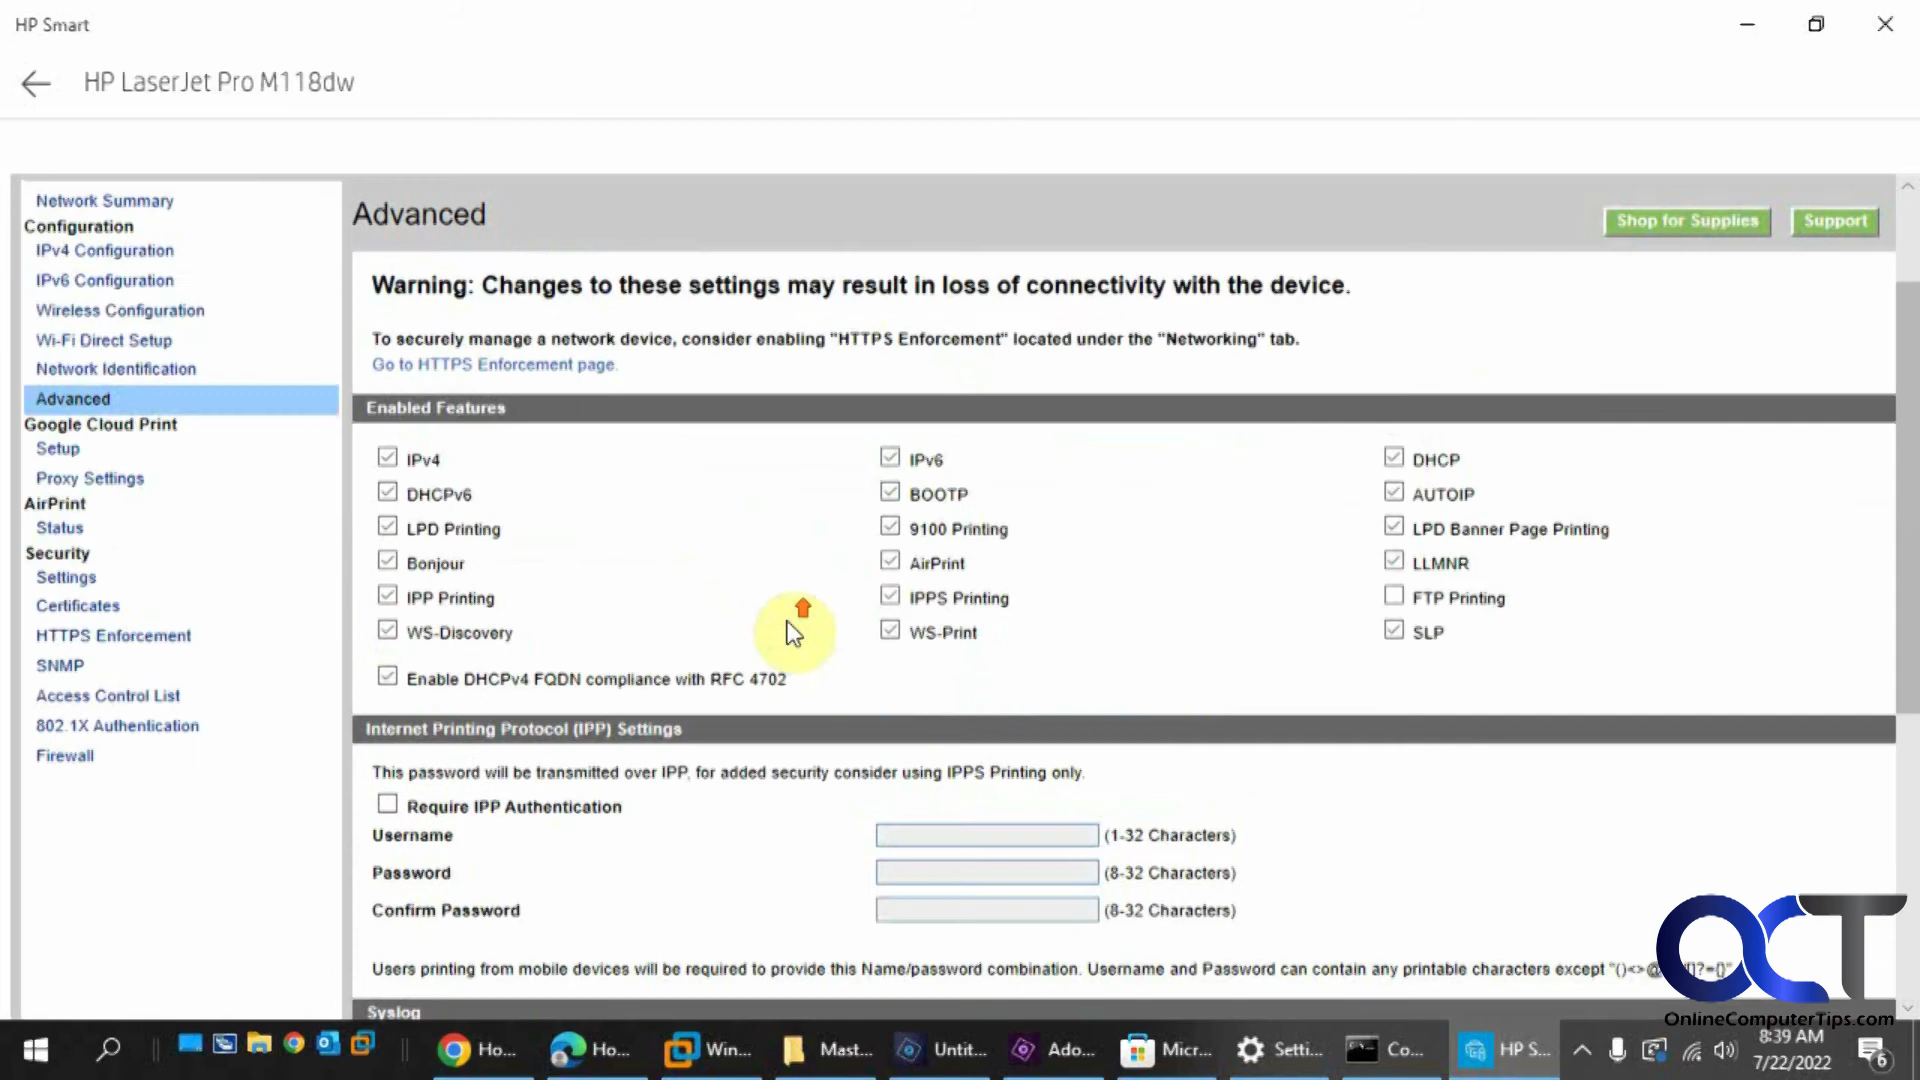 HP Smart
HP LaserJet Pro M118dw
Network Summary
Configuration
IPv4 Configuration
IPv6 Configuration
Wireless Configuration
Wi-Fi Direct Setup
Network Identification
Advanced
Google Cloud Print
Setup
Proxy Settings
AirPrint
Status
Security
Settings
Certificates
HTTPS Enforcement
SNMP
Access Control List
802.1X Authentication
Firewall
Advanced
Shop for Supplies Support
Warning: Changes to these settings may result in loss of connectivity with the device.
To securely manage a network device, consider enabling "HTTPS Enforcement" located under the "Networking" tab.
Go to HTTPS Enforcement page.
Enabled Features
IPv4 IPv6 DHCP
DHCPv6 BOOTP AUTOIP
LPD Printing 9100 Printing LPD Banner Page Printing
Bonjour AirPrint LLMNR
IPP Printing IPPS Printing FTP Printing
WS-Discovery WS-Print SLP
Enable DHCPv4 FQDN compliance with RFC 4702
Internet Printing Protocol (IPP) Settings
This password will be transmitted over IPP, for added security consider using IPPS Printing only.
Require IPP Authentication
Username (1-32 Characters)
Password (8-32 Characters)
Confirm Password (8-32 Characters)
Users printing from mobile devices will be required to provide this Name/password combination. Username and Password can contain any printable characters except
Syslog
OCT
OnlineComputerTips.com
Ho... Ho... Win... Mast... Untit... Ado... Micr... Setti... Co... HP S...
8:39 AM
7/22/2022
6